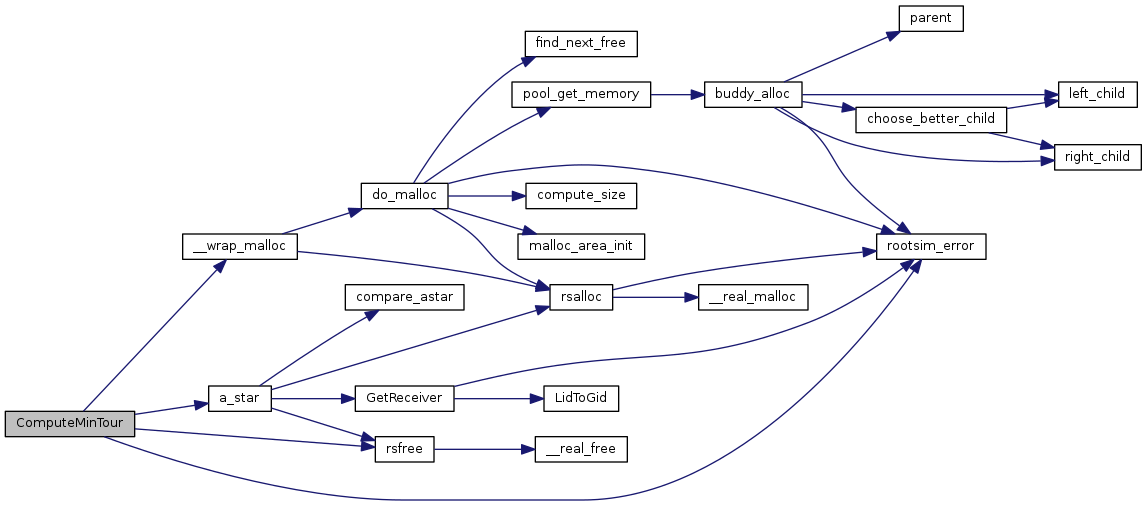 parent
find_next_free
pool_get_memory
buddy_alloc
left_child
choose_better_child
right_child
do_malloc
compute_size
__wrap_malloc
malloc_area_init
rootsim_error
compare_astar
rsalloc
__real_malloc
a_star
GetReceiver
LidToGid
ComputeMinTour
rsfree
__real_free